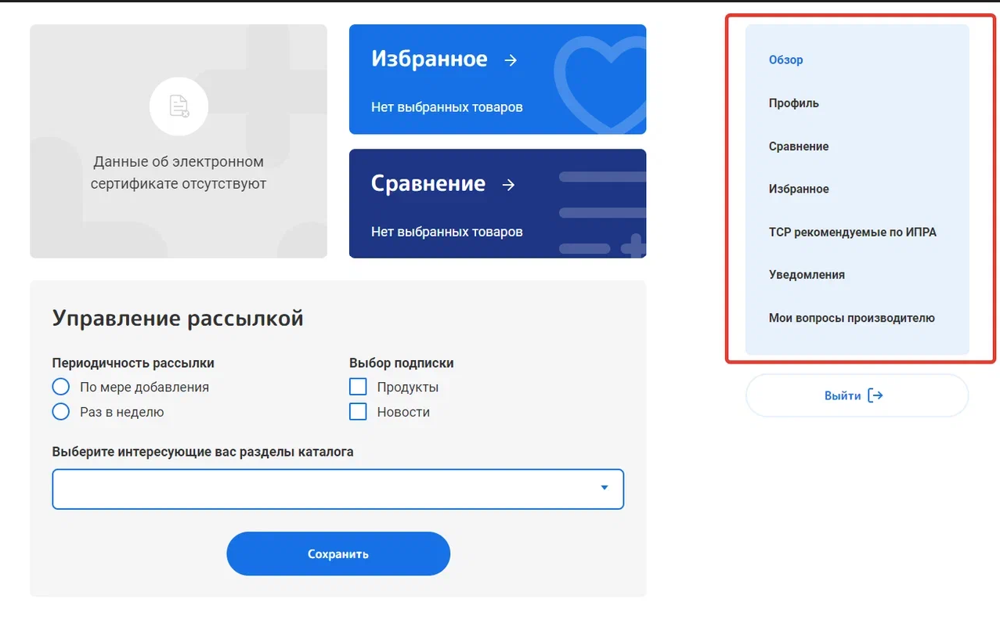 Данные об электронном
сертификате отсутствуют
Избранное
Нет выбранных товаров
Сравнение
Нет выбранных товаров
Управление рассылкой
Периодичность рассылки
По мере добавления
Раз в неделю
Выбор подписки
Продукты
Новости
Выберите интересующие вас разделы каталога
Сохранить
Обзор
Профиль
Сравнение
Избранное
ТСР рекомендуемые по ИПРА
Уведомления
Мои вопросы производителю
Выйти